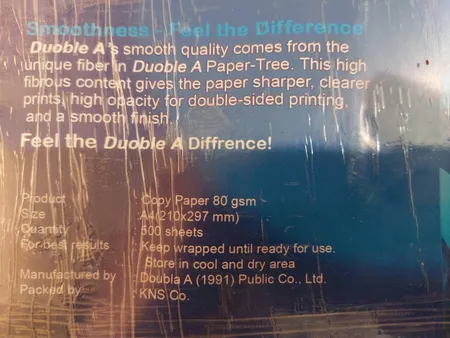 Smoothness - Feel the Difference
Duoble A's smooth quality comes from the
unique fiber in Duoble A Paper-Tree. This high
fibrous content gives the paper sharper, clearer
prints, high opacity for double-sided printing,
and a smooth finish.
Feel the Duoble A Diffrence!
Product : Copy Paper 80 gsm
Size : A4(210x297 mm)
Quantity : 500 sheets
For best results : Keep wrapped until ready for use.
Store in cool and dry area
Manufactured by : Doubla A (1991) Public Co., Ltd.
Packed by : KNS Co.